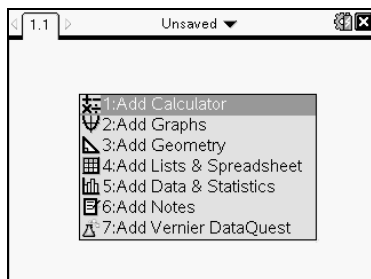 1.1 Unsaved
1:Add Calculator
2:Add Graphs
3:Add Geometry
4:Add Lists & Spreadsheet
5:Add Data & Statistics
6:Add Notes
7:Add Vernier DataQuest